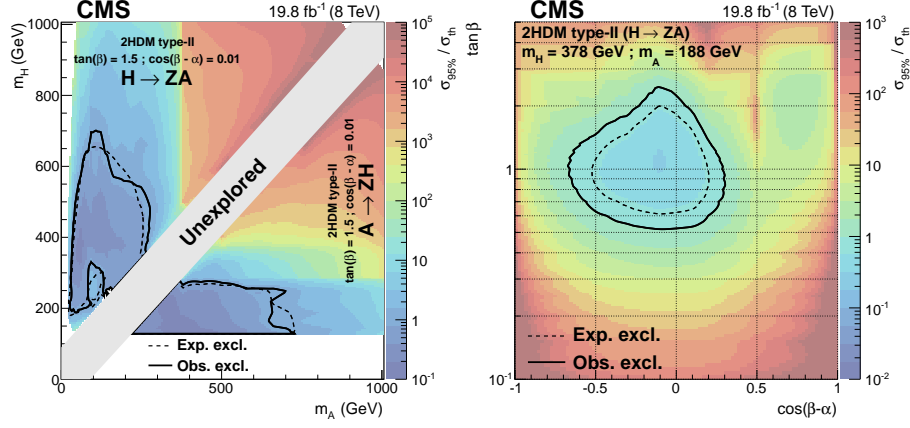 CMS
19.8 fb⁻¹ (8 TeV)
m_H (GeV)
1000
800
600
400
200
0
0
500
1000
m_A (GeV)
2HDM type-II
tan(β) = 1.5 ; cos(β - α) = 0.01
H → ZA
Unexplored
2HDM type-II
tan(β) = 1.5 ; cos(β - α) = 0.01
A → ZH
Exp. excl.
Obs. excl.
10⁵
10⁴
10³
10²
10
1
10⁻¹
σ_95% / σ_th
CMS
19.8 fb⁻¹ (8 TeV)
tan β
1
10⁻¹
2HDM type-II (H → ZA)
m_H = 378 GeV ; m_A = 188 GeV
Exp. excl.
Obs. excl.
-1
-0.5
0
0.5
1
cos(β-α)
10³
10²
10
1
10⁻¹
10⁻²
σ_95% / σ_th